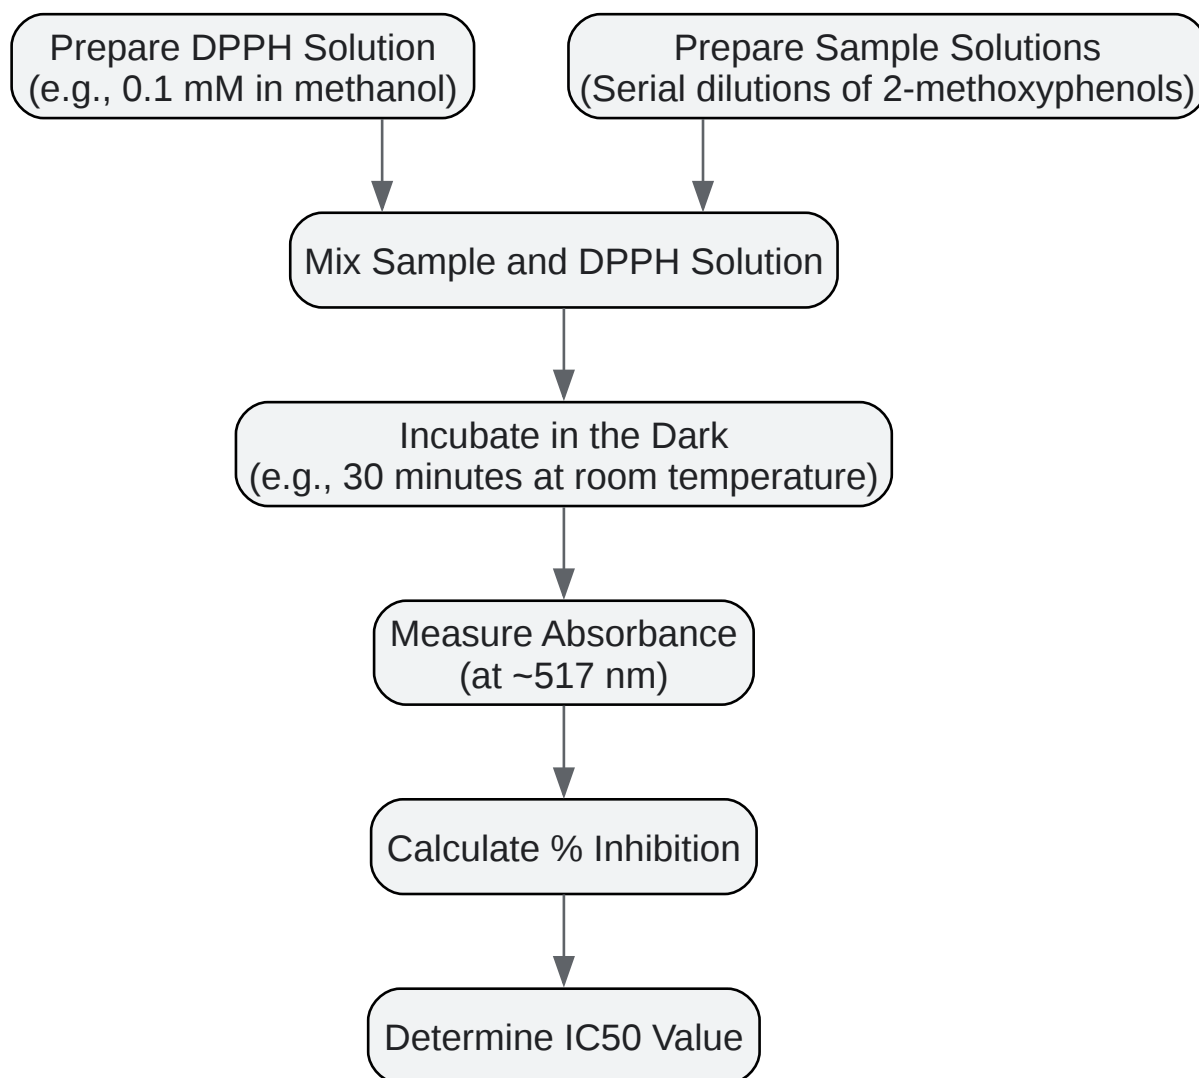 Prepare DPPH Solution
(e.g., 0.1 mM in methanol)
Prepare Sample Solutions
(Serial dilutions of 2-methoxyphenols)
Mix Sample and DPPH Solution
Incubate in the Dark
(e.g., 30 minutes at room temperature)
Measure Absorbance
(at ~517 nm)
Calculate % Inhibition
Determine IC50 Value